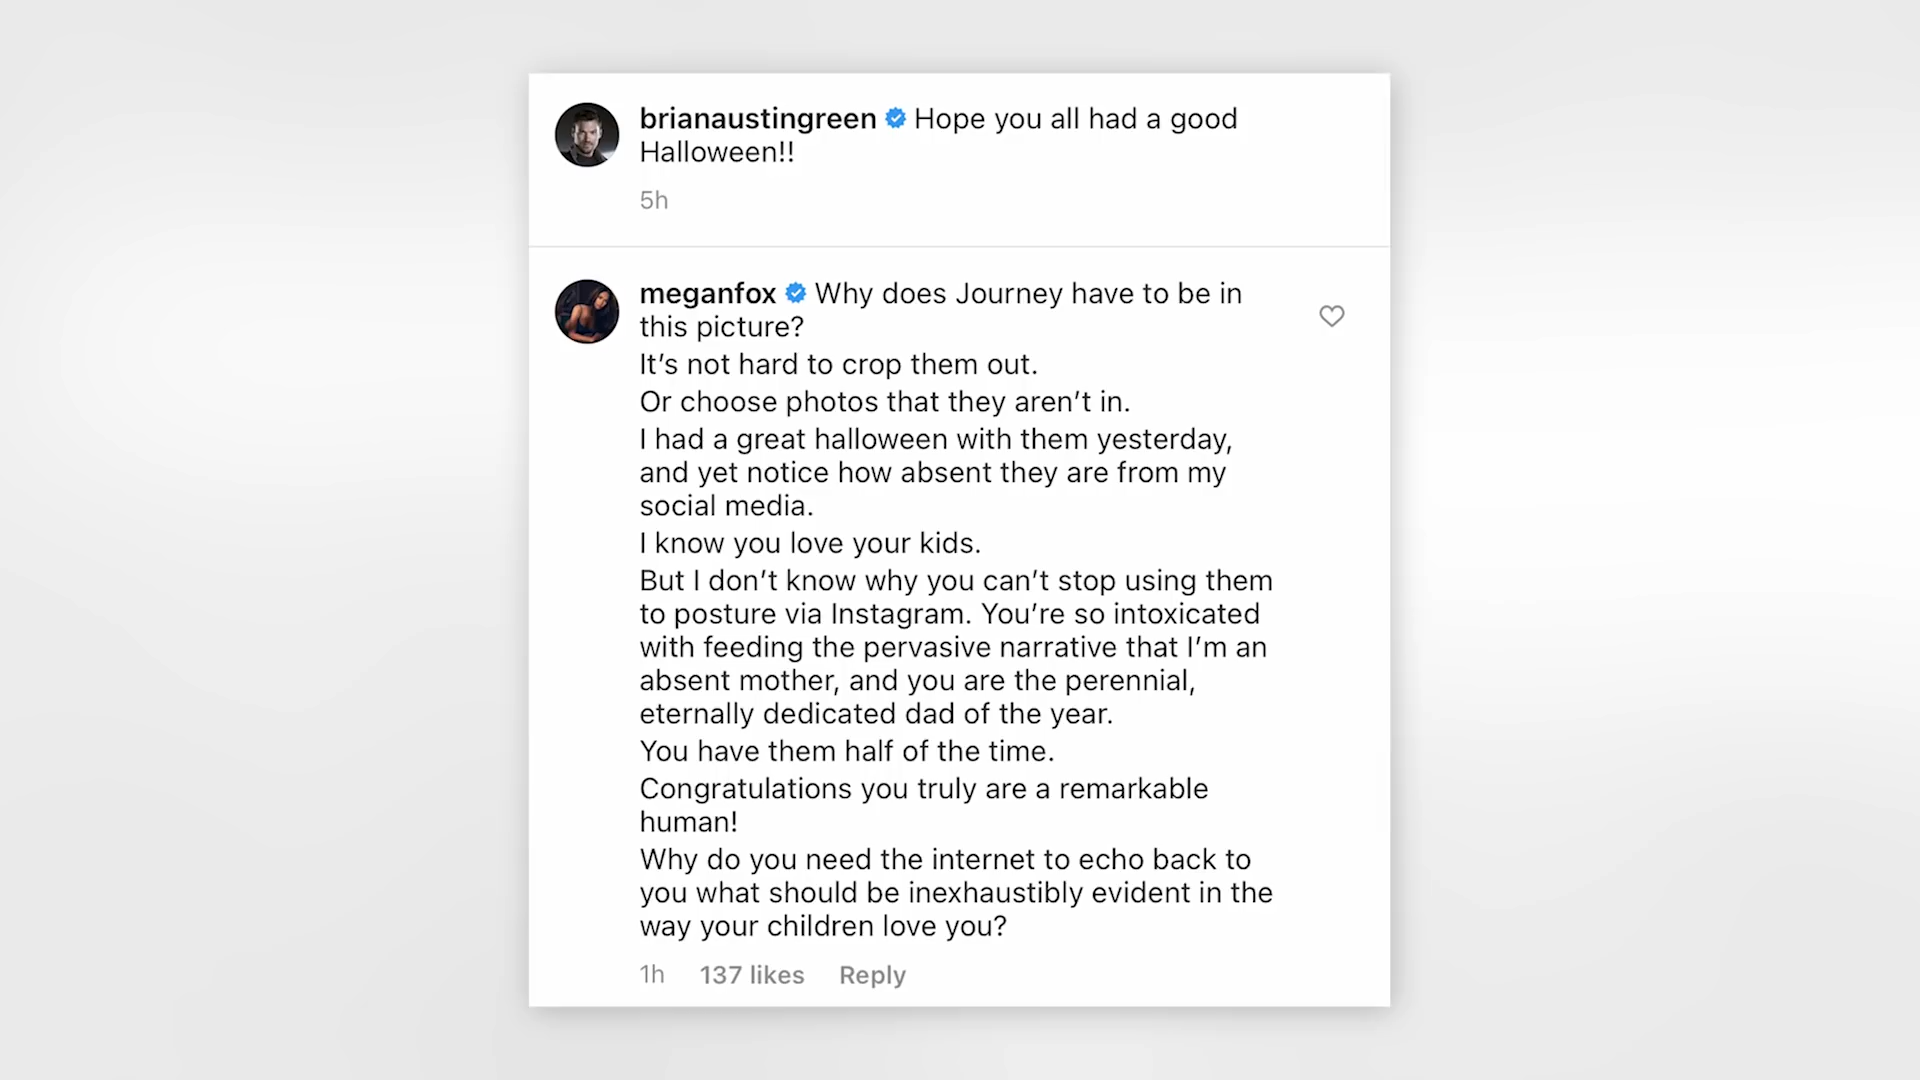 brianaustingreen Hope you all had a good
Halloween!!
5h
meganfox Why does Journey have to be in
this picture?
It’s not hard to crop them out.
Or choose photos that they aren’t in.
I had a great halloween with them yesterday,
and yet notice how absent they are from my
social media.
I know you love your kids.
But I don’t know why you can’t stop using them
to posture via Instagram. You’re so intoxicated
with feeding the pervasive narrative that I’m an
absent mother, and you are the perennial,
eternally dedicated dad of the year.
You have them half of the time.
Congratulations you truly are a remarkable
human!
Why do you need the internet to echo back to
you what should be inexhaustibly evident in the
way your children love you?
1h 137 likes Reply